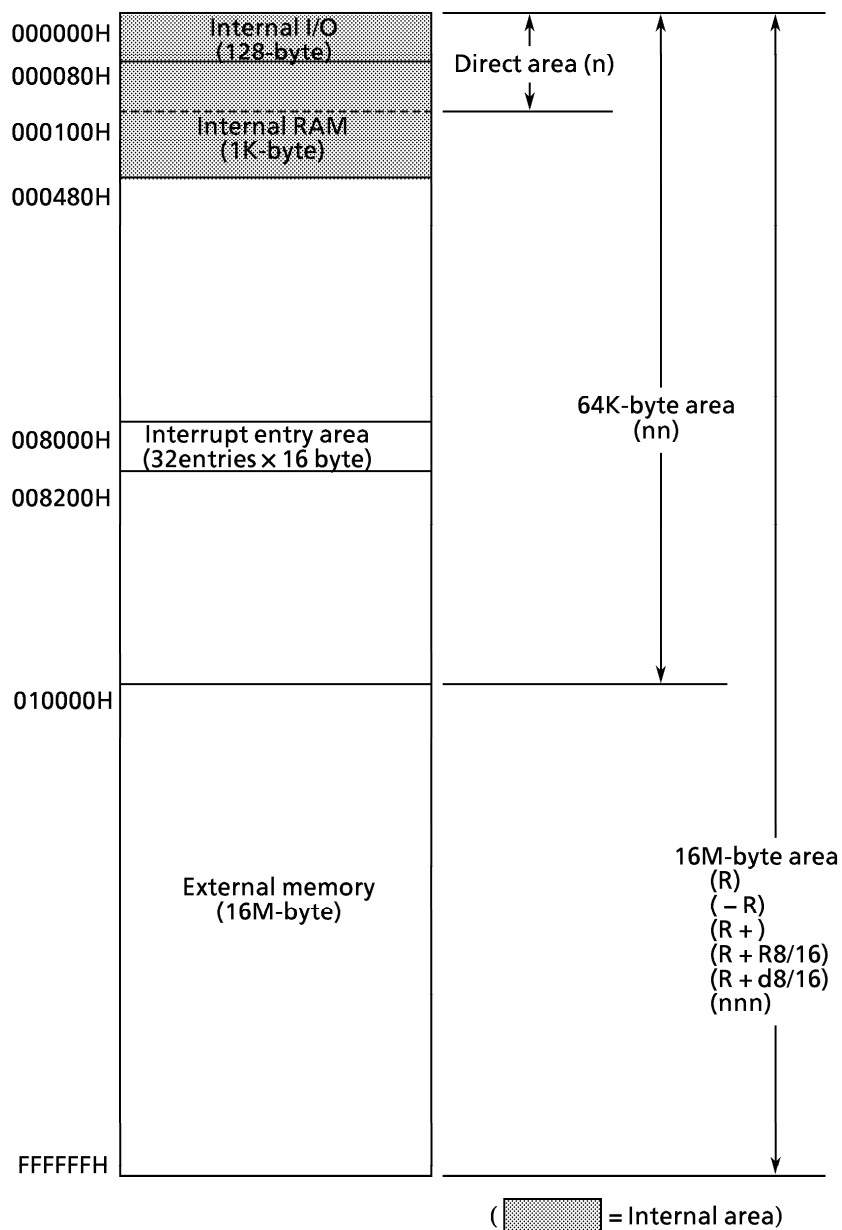 000000H
Internal I/O
(128-byte)
000080H
Direct area (n)
000100H
Internal RAM
(1K-byte)
000480H
64K-byte area
(nn)
008000H
Interrupt entry area
(32entries × 16 byte)
008200H
010000H
16M-byte area
(R)
( – R)
(R + )
(R + R8/16)
(R + d8/16)
(nnn)
External memory
(16M-byte)
FFFFFFH
( = Internal area)